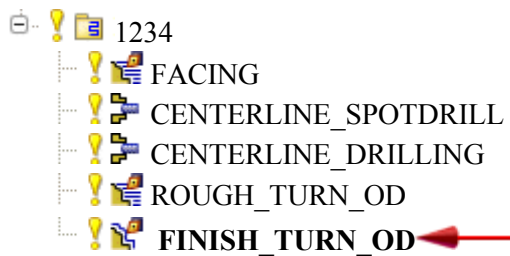 1234
FACING
CENTERLINE_SPOTDRILL
CENTERLINE_DRILLING
ROUGH_TURN_OD
FINISH_TURN_OD